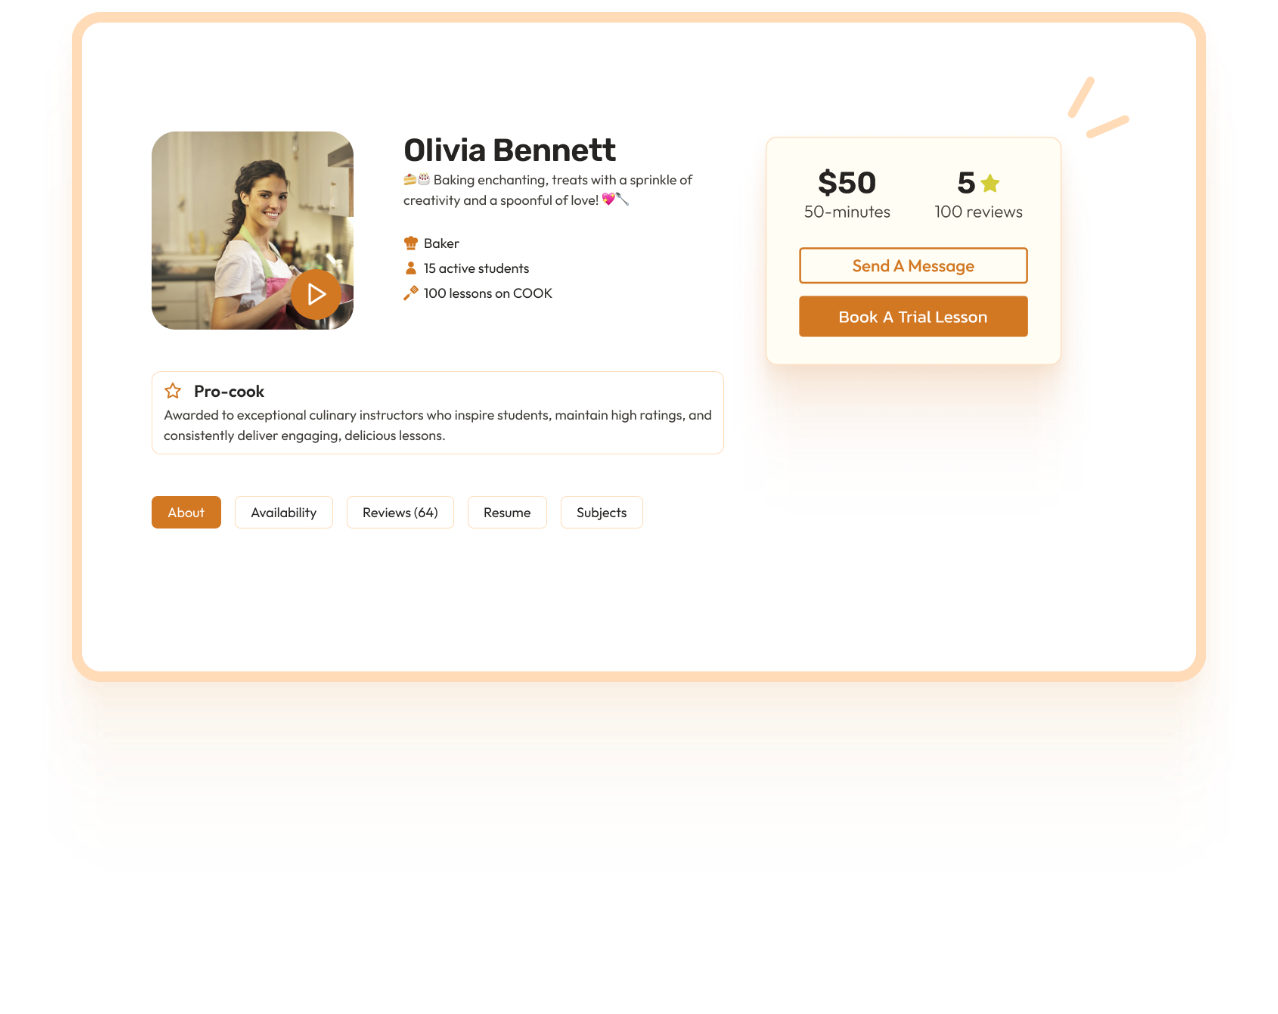 Olivia Bennett
🍰🎂 Baking enchanting, treats with a sprinkle of
creativity and a spoonful of love! 💖🥄
Baker
15 active students
100 lessons on COOK
$50
50-minutes
5
100 reviews
Send A Message
Book A Trial Lesson
Pro-cook
Awarded to exceptional culinary instructors who inspire students, maintain high ratings, and
consistently deliver engaging, delicious lessons.
About
Availability
Reviews (64)
Resume
Subjects